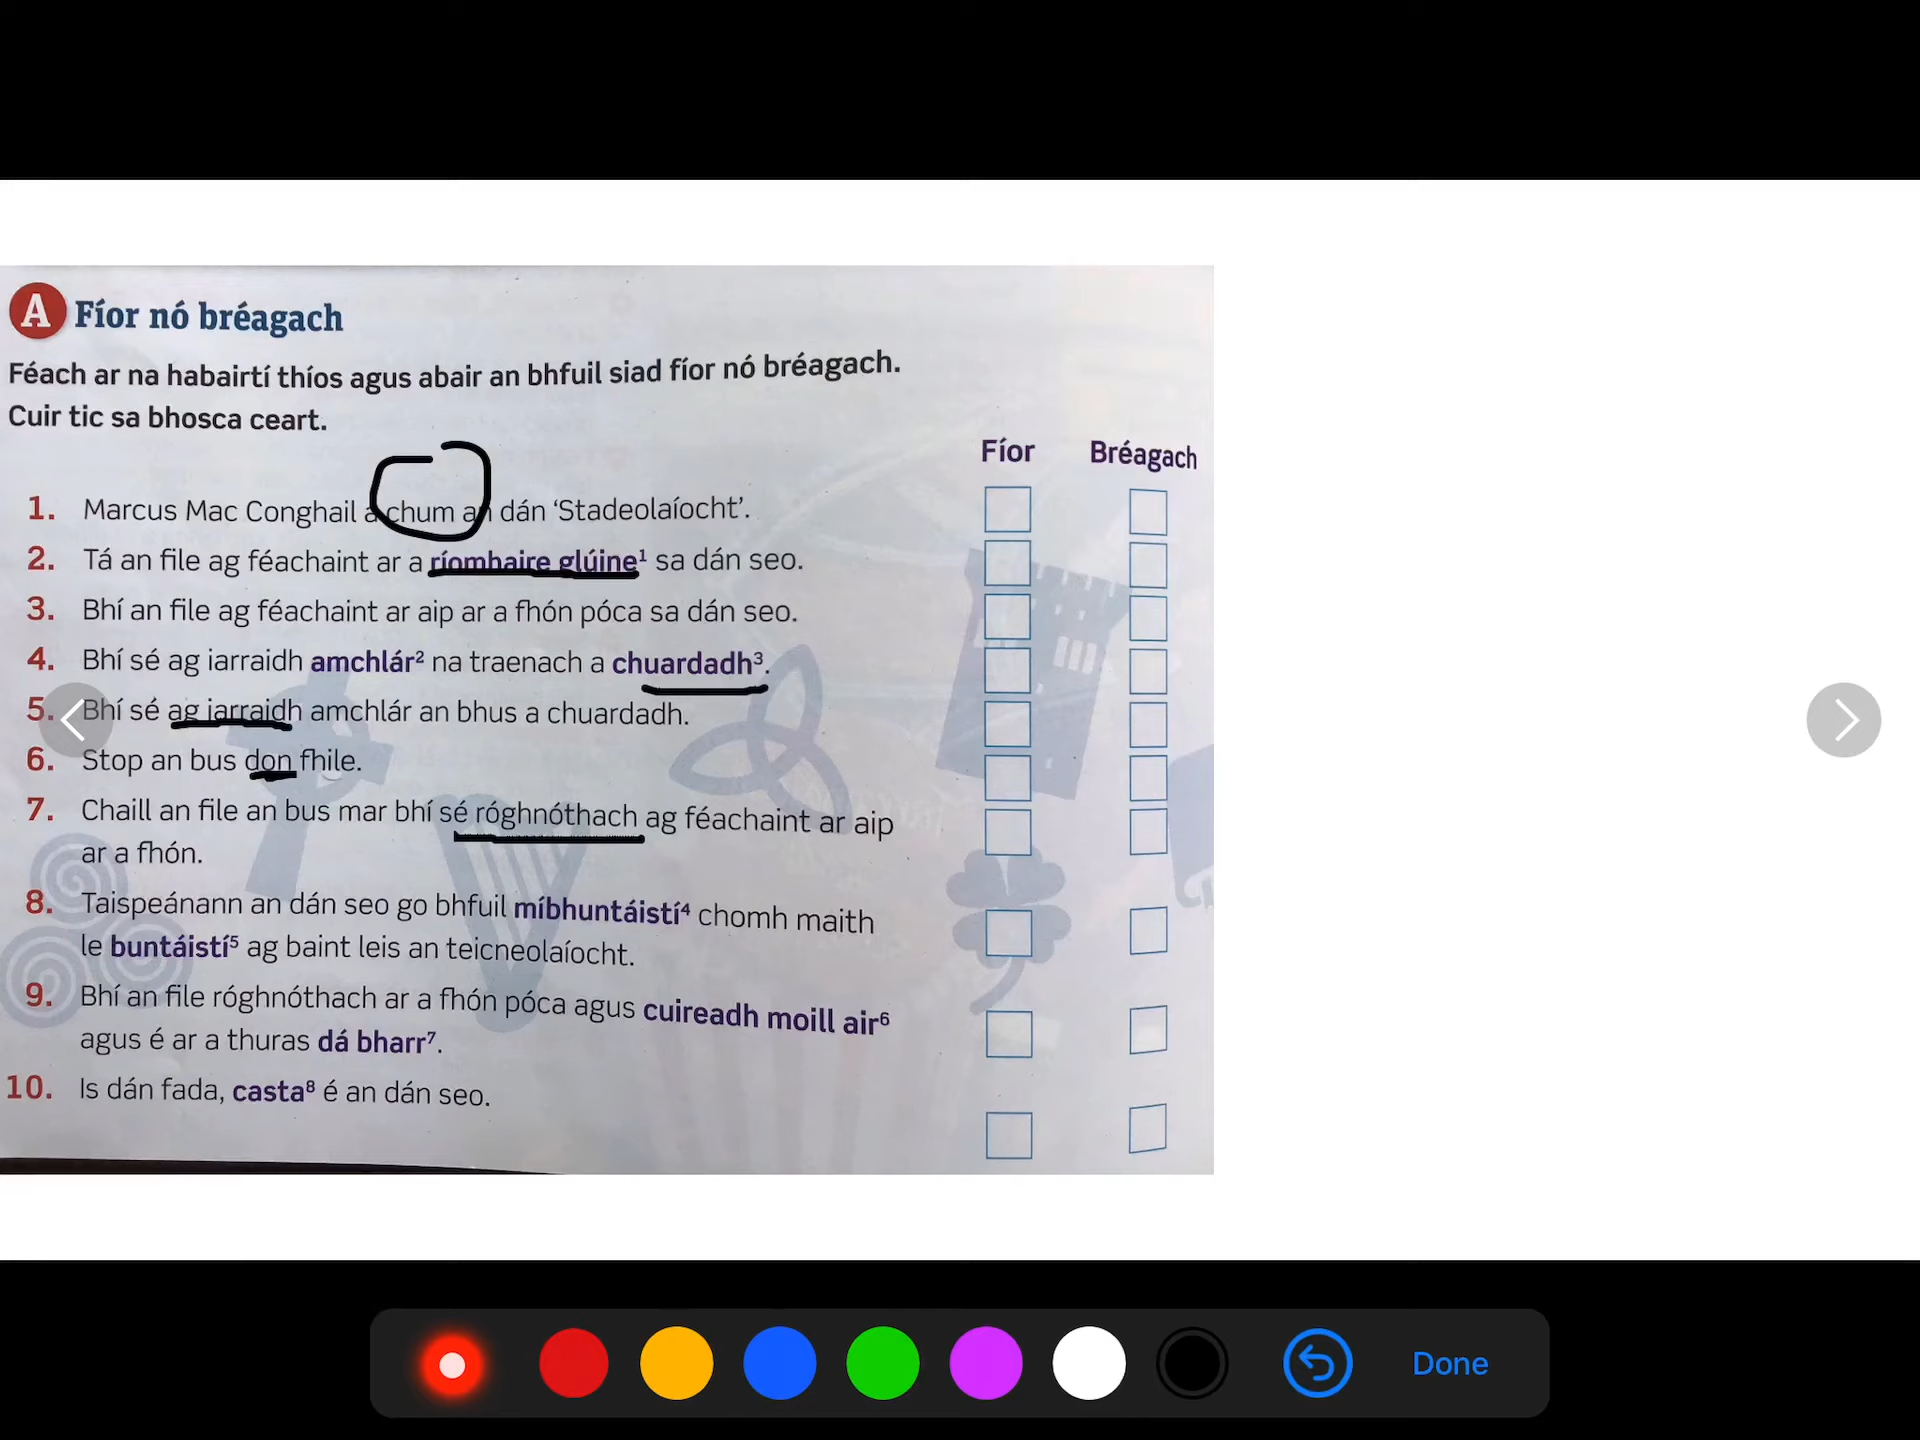 A Fíor nó bréagach
Féach ar na habairtí thíos agus abair an bhfuil siad fíor nó bréagach.
Cuir tic sa bhosca ceart.
Fíor Bréagach
1. Marcus Mac Conghail a chum an dán ‘Stadeolaíocht’.
2. Tá an file ag féachaint ar a ríomhaire glúine¹ sa dán seo.
3. Bhí an file ag féachaint ar aip ar a fhón póca sa dán seo.
4. Bhí sé ag iarraidh amchlár² na traenach a chuardadh³.
5. Bhí sé ag iarraidh amchlár an bhus a chuardadh.
6. Stop an bus don fhile.
7. Chaill an file an bus mar bhí sé róghnóthach ag féachaint ar aip
ar a fhón.
8. Taispeánann an dán seo go bhfuil míbhuntáistí⁴ chomh maith
le buntáistí⁵ ag baint leis an teicneolaíocht.
9. Bhí an file róghnóthach ar a fhón póca agus cuireadh moill air⁶
agus é ar a thuras dá bharr⁷.
10. Is dán fada, casta⁸ é an dán seo.
Done